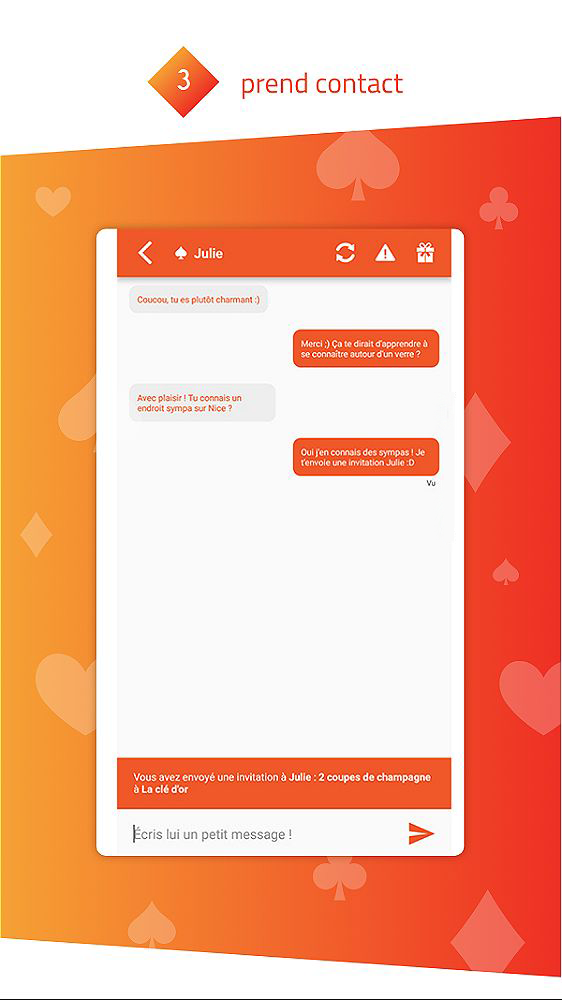 3
prend contact
Julie
Coucou, tu es plutôt charmant :)
Merci ;) Ça te dirait d'apprendre à
se connaître autour d'un verre ?
Avec plaisir ! Tu connais un
endroit sympa sur Nice ?
Oui j'en connais des sympas ! Je
t'envoie une invitation Julie :D
Vu
Vous avez envoyé une invitation à Julie : 2 coupes de champagne
à La clé d'or
Écris lui un petit message !